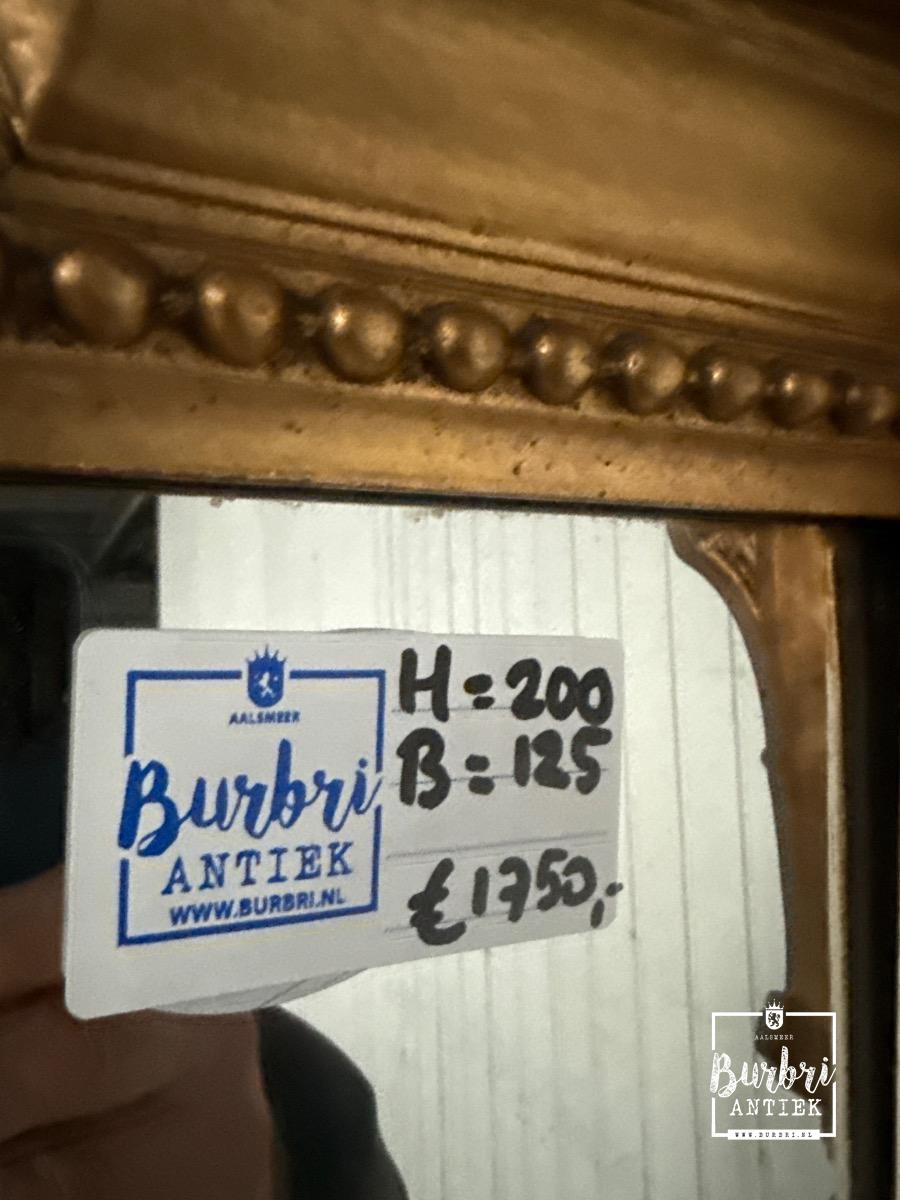 AALSMEER
Burbri
ANTIEK
WWW.BURBRI.NL
H=200
B=125
€1750,-
AALSMEER
Burbri
ANTIEK
WWW.BURBRI.NL